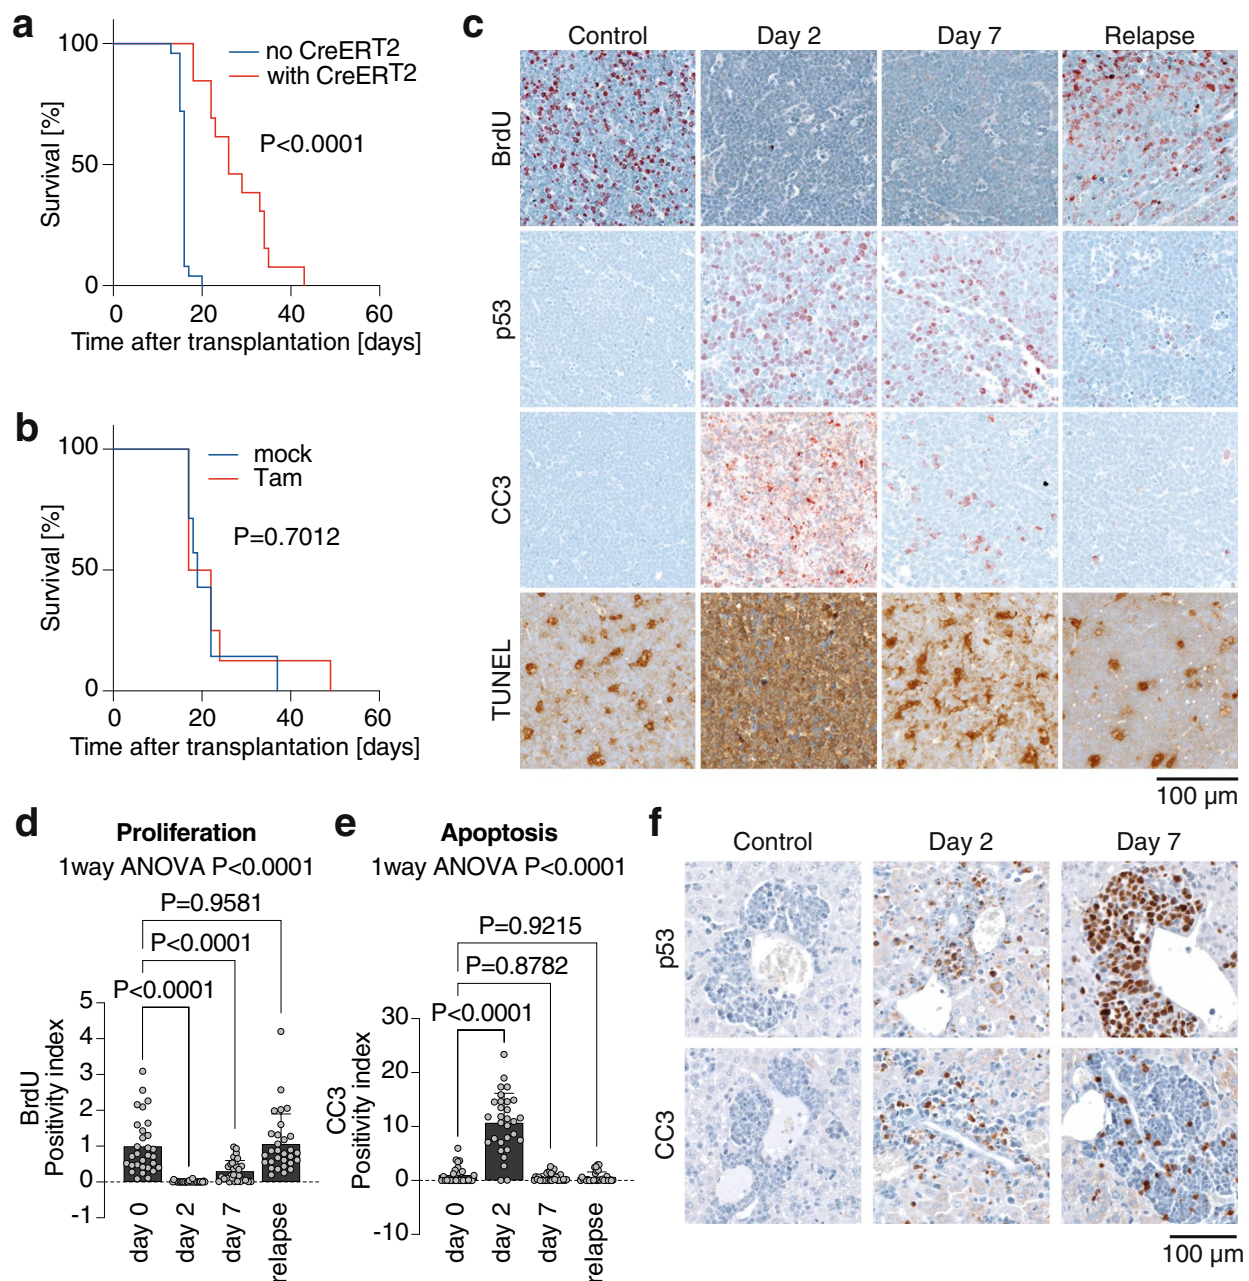 a
100
50
0
Survival [%]
no CreERT2
with CreERT2
P<0.0001
0 20 40 60
Time after transplantation [days]
b
100
50
0
Survival [%]
mock
Tam
P=0.7012
0 20 40 60
Time after transplantation [days]
c
Control Day 2 Day 7 Relapse
BrdU
p53
CC3
TUNEL
100 µm
d
Proliferation
1way ANOVA P<0.0001
P=0.9581
P<0.0001
P<0.0001
5
4
3
2
1
0
-1
BrdU
Positivity index
day 0
day 2
day 7
relapse
e
Apoptosis
1way ANOVA P<0.0001
P=0.9215
P=0.8782
P<0.0001
30
20
10
0
-10
CC3
Positivity index
day 0
day 2
day 7
relapse
f
Control Day 2 Day 7
p53
CC3
100 µm